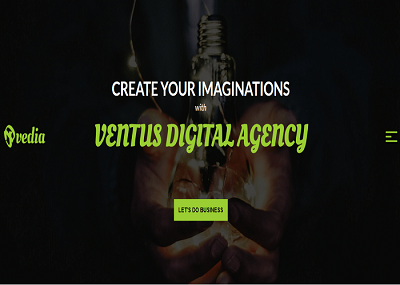 CREATE YOUR IMAGINATIONS
with
vedia
VENTUS DIGITAL AGENCY
LET'S DO BUSINESS